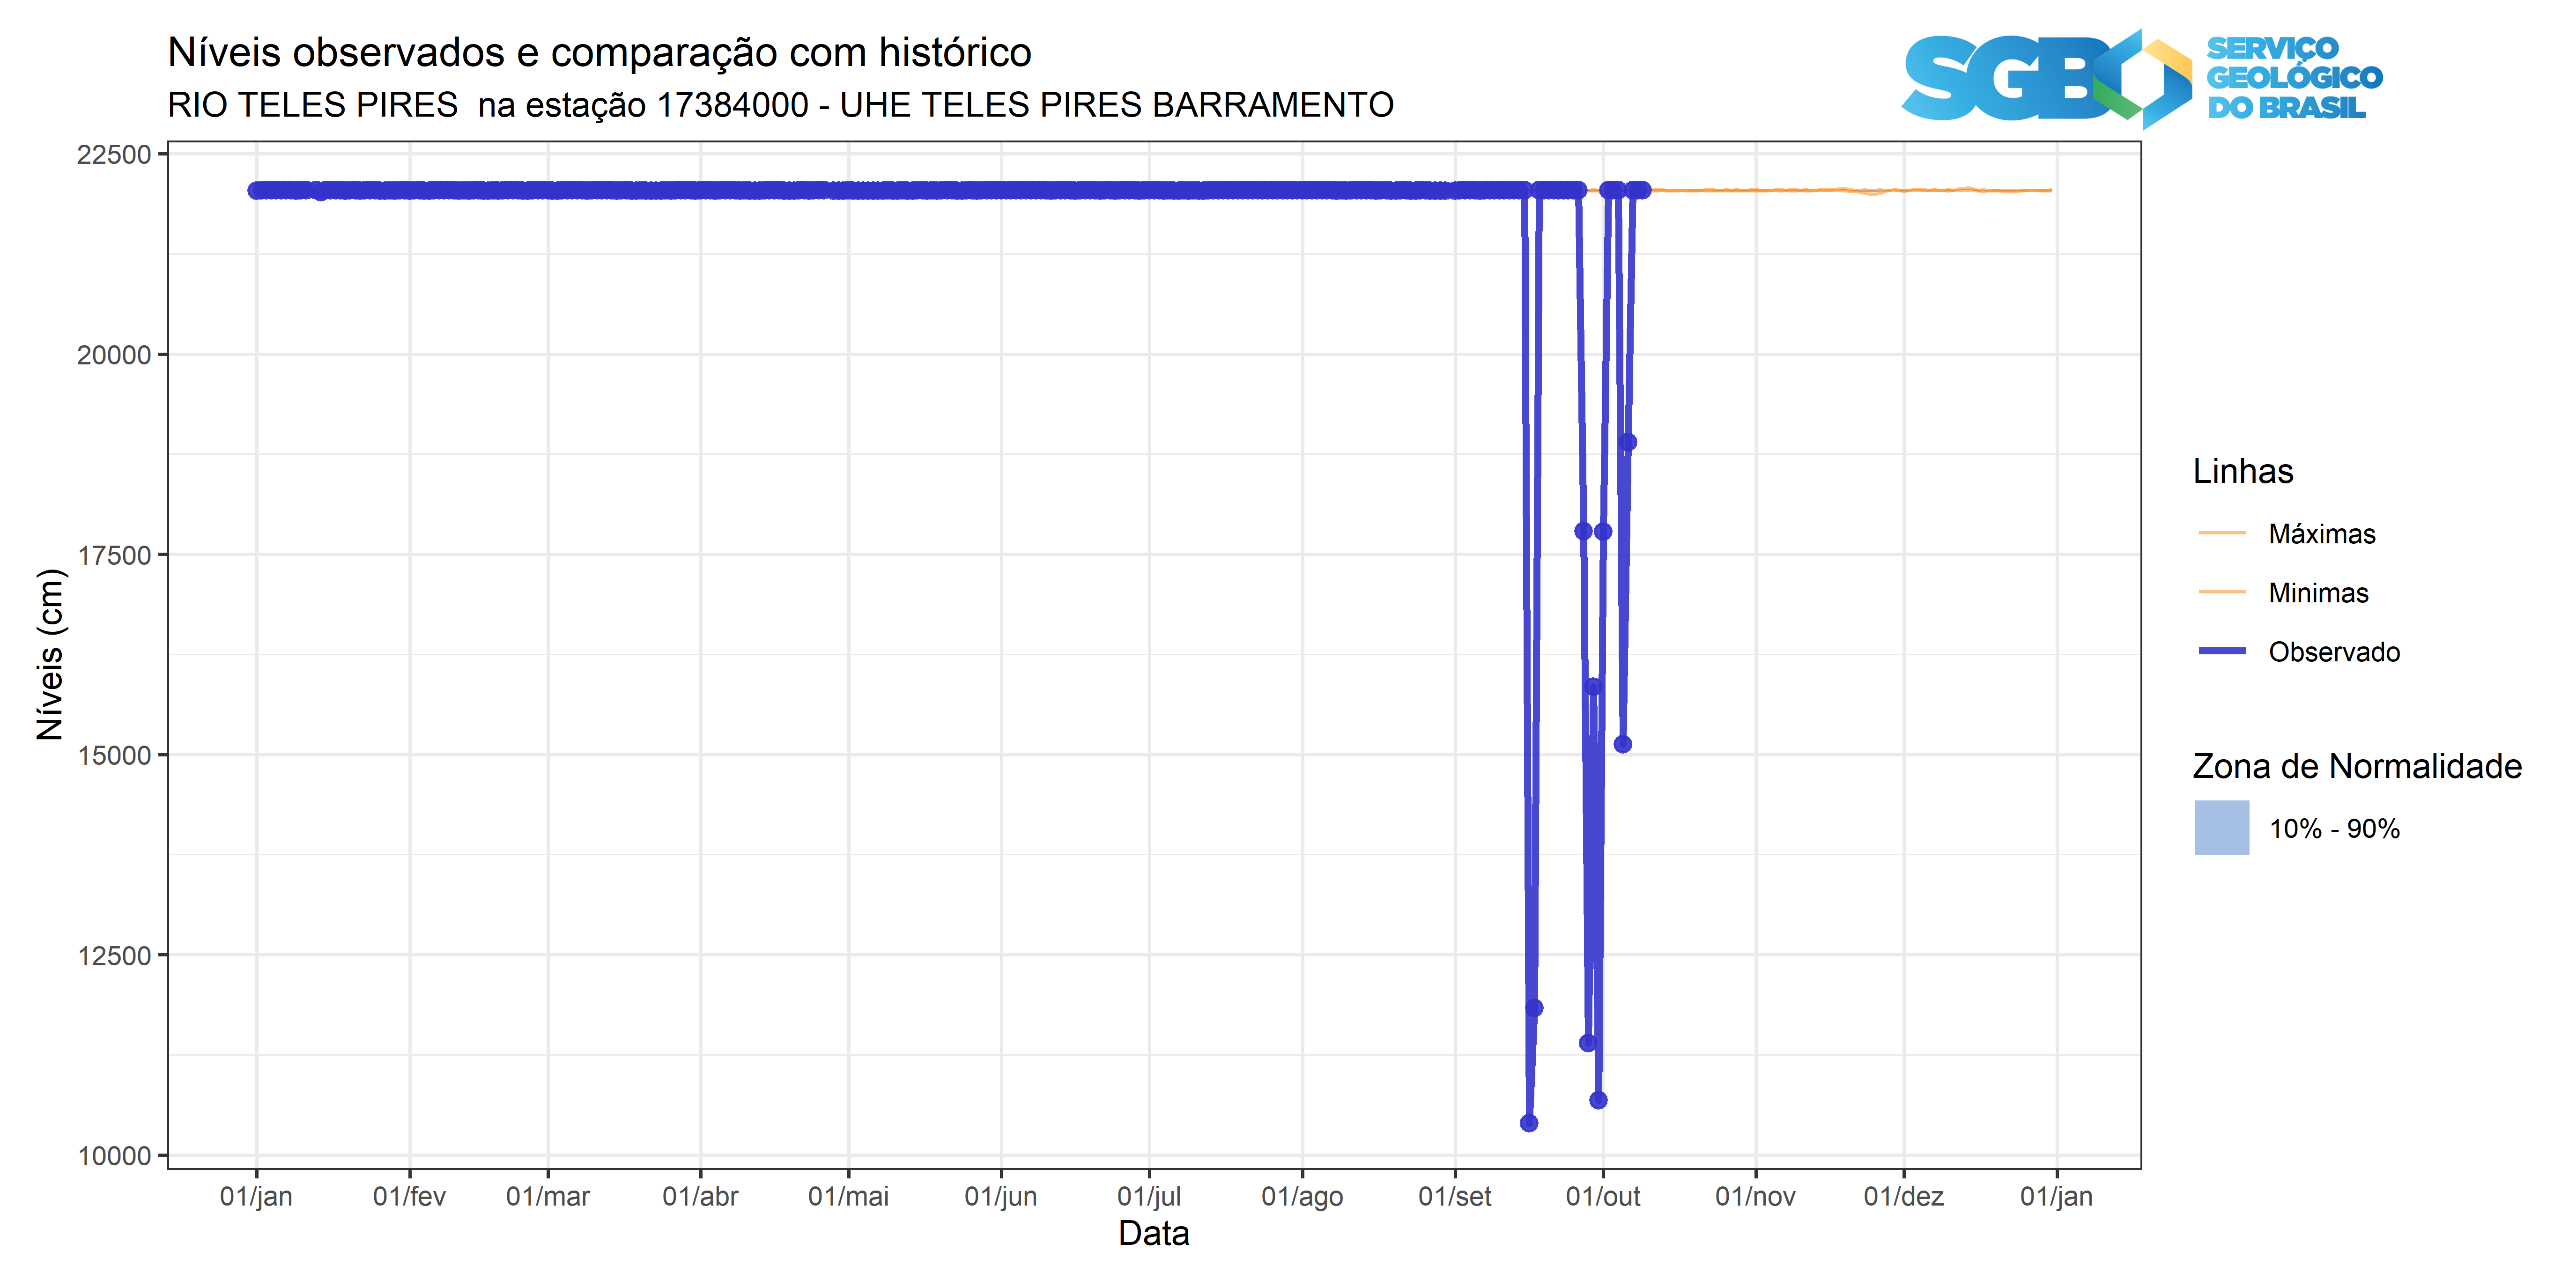 Níveis observados e comparação com histórico
RIO TELES PIRES  na estação 17384000 - UHE TELES PIRES BARRAMENTO
SGB
SERVIÇO
GEOLÓGICO
DO BRASIL
Níveis (cm)
22500
20000
17500
15000
12500
10000
01/jan
01/fev
01/mar
01/abr
01/mai
01/jun
01/jul
01/ago
01/set
01/out
01/nov
01/dez
01/jan
Data
Linhas
Máximas
Minimas
Observado
Zona de Normalidade
10% - 90%